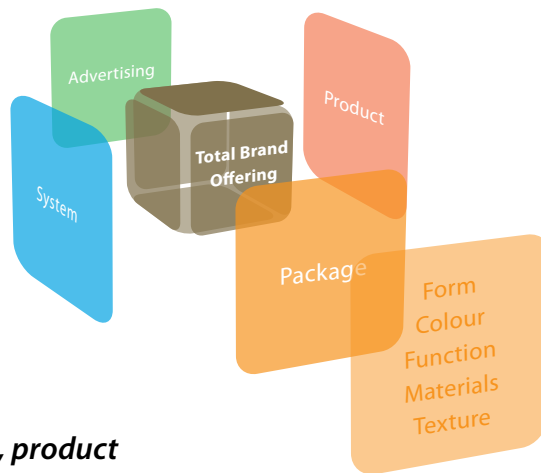 Advertising
Product
Total Brand
Offering
System
Package
Form
Colour
Function
Materials
Texture
, product